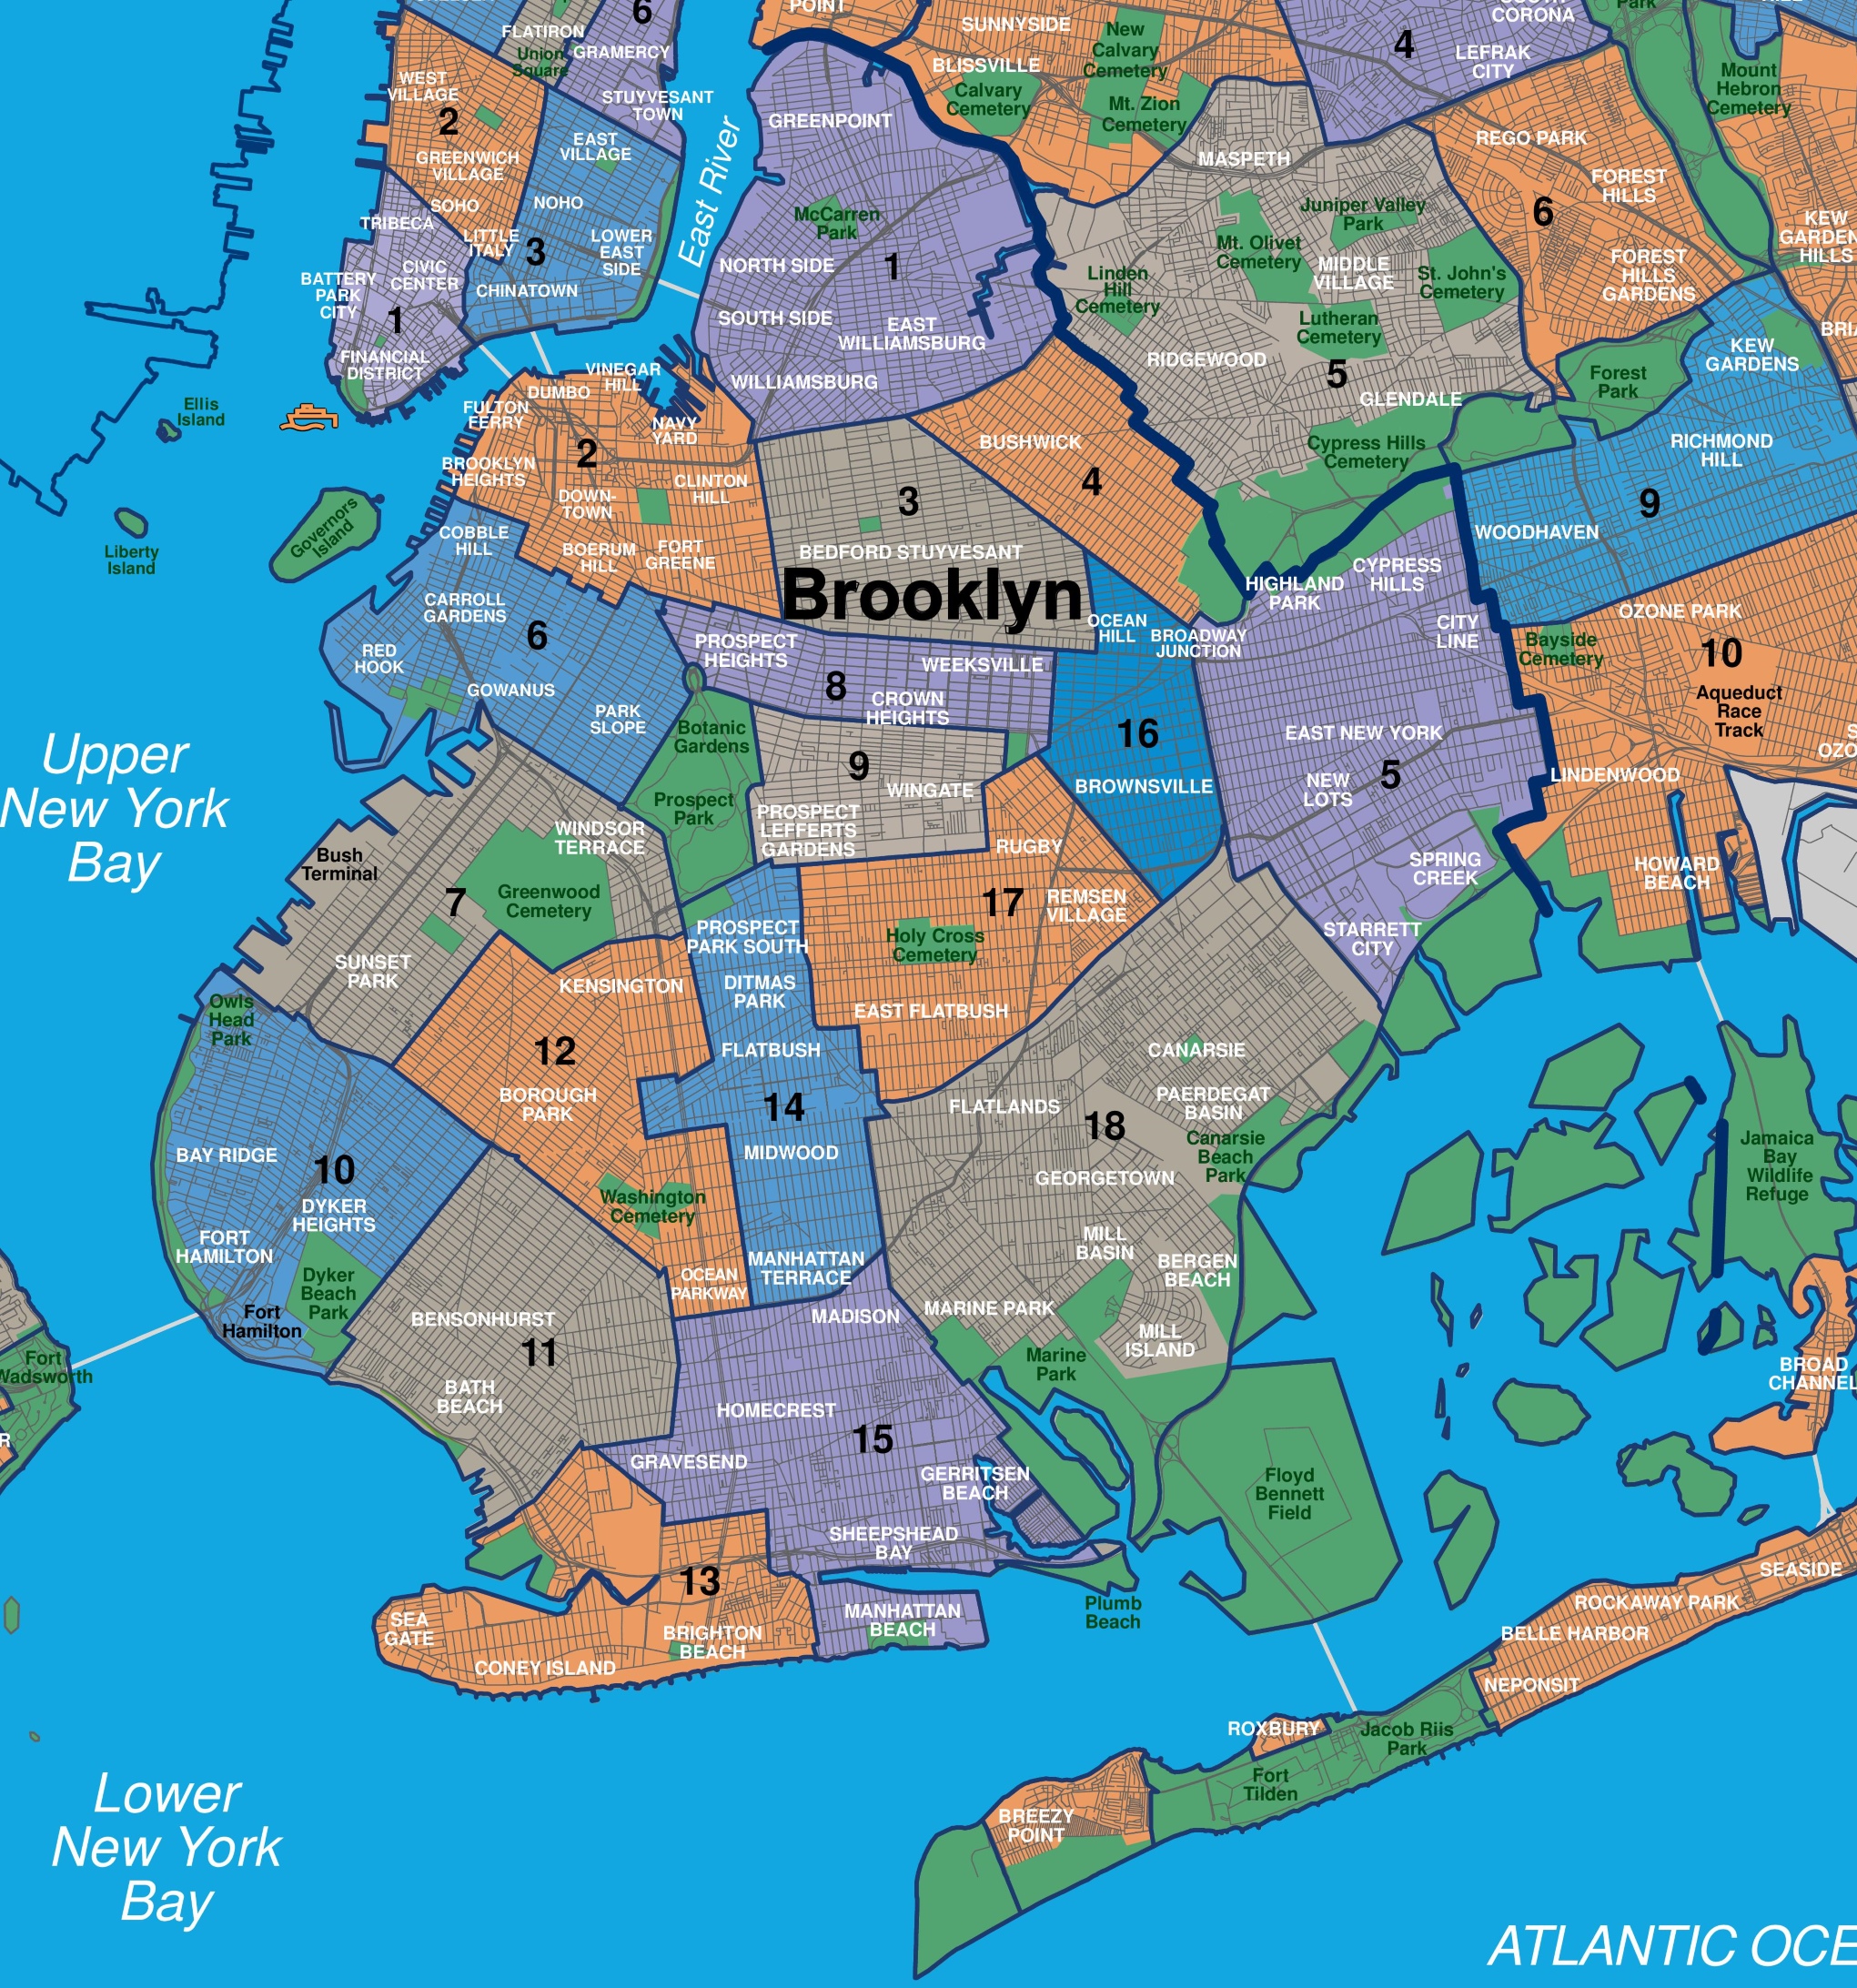 POINT
SUNNYSIDE
New
Calvary
Cemetery
BLISSVILLE
Calvary
Cemetery
Mt. Zion
Cemetery
4
CORONA
LEFRAK
CITY
Park
Mount
Hebron
Cemetery
FLATIRON
6
Union
Square
GRAMERCY
STUYVESANT
TOWN
WEST
VILLAGE
2
GREENWICH
VILLAGE
EAST
VILLAGE
SOHO
NOHO
TRIBECA
LITTLE
ITALY
3
LOWER
EAST
SIDE
CIVIC
CENTER
CHINATOWN
BATTERY
PARK
CITY
1
FINANCIAL
DISTRICT
East River
GREENPOINT
McCarren
Park
NORTH SIDE
1
SOUTH SIDE
EAST
WILLIAMSBURG
WILLIAMSBURG
MASPETH
REGO PARK
FOREST
HILLS
6
Juniper Valley
Park
Mt. Olivet
Cemetery
MIDDLE
VILLAGE
St. John's
Cemetery
FOREST
HILLS
GARDENS
KEW
GARDEN
HILLS
Linden
Hill
Cemetery
Lutheran
Cemetery
RIDGEWOOD
5
GLENDALE
Forest
Park
KEW
GARDENS
BRIA
Cypress Hills
Cemetery
RICHMOND
HILL
9
WOODHAVEN
Ellis
Island
Liberty
Island
Governors
Island
VINEGAR
HILL
DUMBO
FULTON
FERRY
NAVY
YARD
2
BROOKLYN
HEIGHTS
CLINTON
HILL
DOWN-
TOWN
COBBLE
HILL
BOERUM
HILL
FORT
GREENE
BUSHWICK
4
3
BEDFORD STUYVESANT
Brooklyn
HIGHLAND
PARK
CYPRESS
HILLS
CITY
LINE
OCEAN
HILL
BROADWAY
JUNCTION
OZONE PARK
Bayside
Cemetery
10
Aqueduct
Race
Track
OZO
CARROLL
GARDENS
6
RED
HOOK
GOWANUS
PARK
SLOPE
PROSPECT
HEIGHTS
WEEKSVILLE
8
CROWN
HEIGHTS
Botanic
Gardens
16
BROWNSVILLE
EAST NEW YORK
NEW
LOTS
5
LINDENWOOD
9
WINGATE
Prospect
Park
PROSPECT
LEFFERTS
GARDENS
RUGBY
SPRING
CREEK
HOWARD
BEACH
Upper
New York
Bay
WINDSOR
TERRACE
Bush
Terminal
7
Greenwood
Cemetery
SUNSET
PARK
17
REMSEN
VILLAGE
STARRETT
CITY
PROSPECT
PARK SOUTH
Holy Cross
Cemetery
KENSINGTON
DITMAS
PARK
EAST FLATBUSH
Owls
Head
Park
12
FLATBUSH
CANARSIE
BOROUGH
PARK
14
FLATLANDS
18
PAERDEGAT
BASIN
Canarsie
Beach
Park
Jamaica
Bay
Wildlife
Refuge
BAY RIDGE
10
MIDWOOD
GEORGETOWN
DYKER
HEIGHTS
Washington
Cemetery
FORT
HAMILTON
MILL
BASIN
BERGEN
BEACH
MANHATTAN
TERRACE
OCEAN
PARKWAY
Dyker
Beach
Park
Fort
Hamilton
BENSONHURST
11
MADISON
MARINE PARK
MILL
ISLAND
Marine
Park
Fort
Wadsworth
BATH
BEACH
HOMECREST
15
BROAD
CHANNEL
R
GRAVESEND
GERRITSEN
BEACH
Floyd
Bennett
Field
SHEEPSHEAD
BAY
13
SEASIDE
SEA
GATE
BRIGHTON
BEACH
MANHATTAN
BEACH
Plumb
Beach
ROCKAWAY PARK
BELLE HARBOR
CONEY ISLAND
NEPONSIT
ROXBURY
Jacob Riis
Park
Fort
Tilden
BREEZY
POINT
Lower
New York
Bay
ATLANTIC OCE